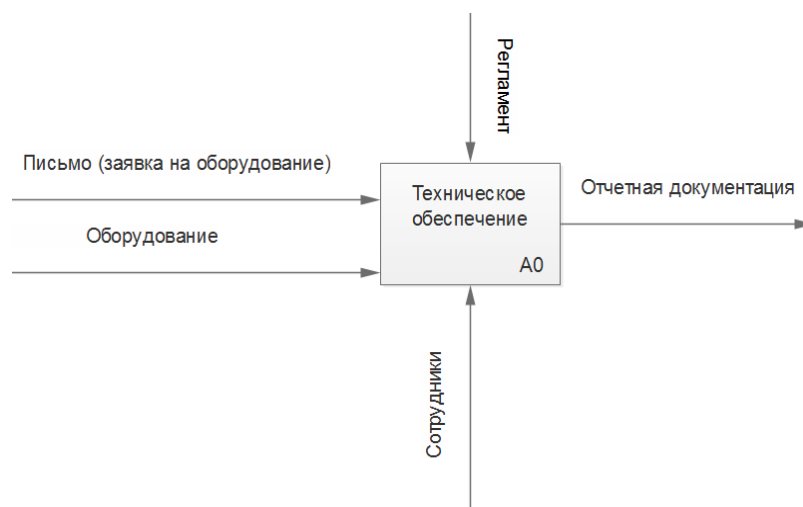 Регламент
Письмо (заявка на оборудование)
Оборудование
Техническое
обеспечение
A0
Отчетная документация
Сотрудники